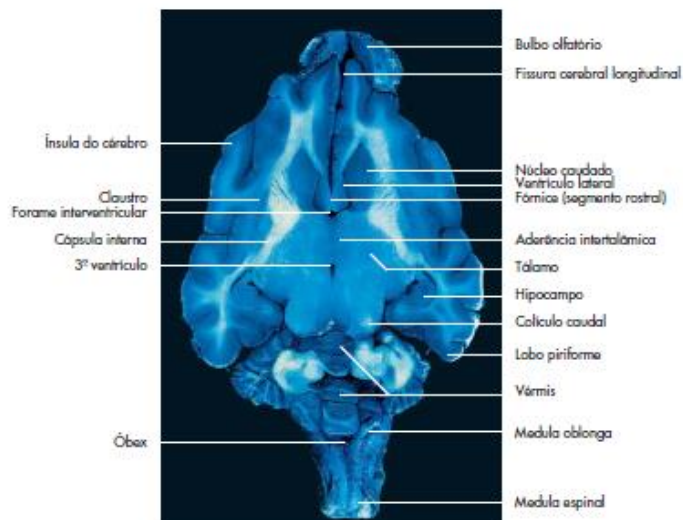 Bulbo olfatório
Fissura cerebral longitudinal
Ínsula do cérebro
Núcleo caudado
Ventrículo lateral
Claustro
Fórnice (segmento rostral)
Forame interventricular
Cápsula interna
Aderência intertalâmica
3º ventrículo
Tálamo
Hipocampo
Colículo caudal
Lobo piriforme
Vérmis
Medula oblonga
Óbex
Medula espinal